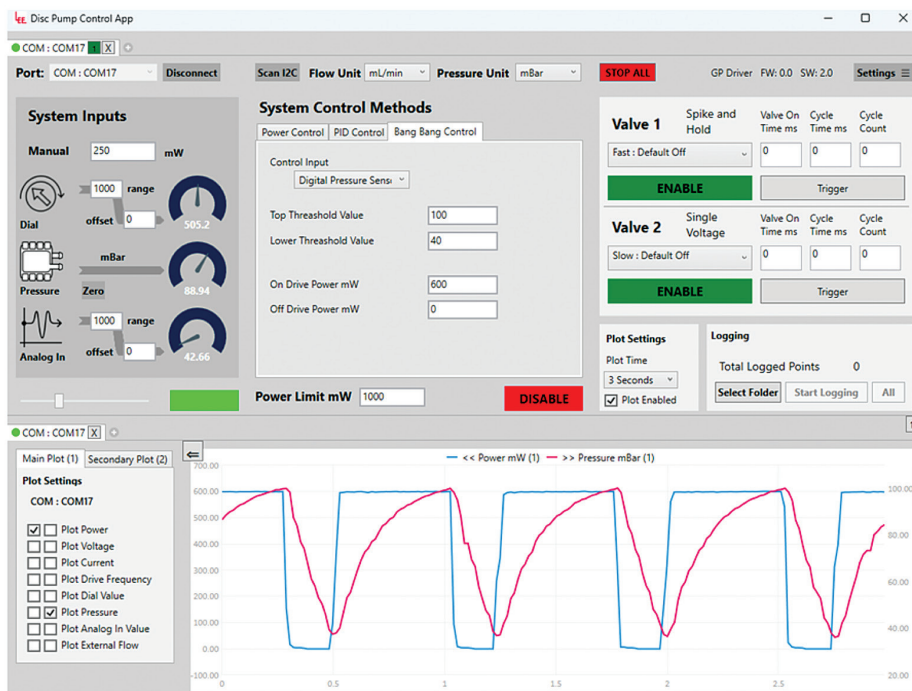 LEE Disc Pump Control App
COM : COM17 1 X
Port: COM : COM17 Disconnect Scan I2C Flow Unit mL/min Pressure Unit mBar STOP ALL GP Driver FW: 0.0 SW: 2.0 Settings
System Inputs
Manual 250 mW
1000 range
offset 0
Dial
505.2
mBar
Pressure Zero
88.94
1000 range
offset 0
Analog In
42.66
System Control Methods
Power Control PID Control Bang Bang Control
Control Input
Digital Pressure Sens
Top Threshold Value 100
Lower Threshold Value 40
On Drive Power mW 600
Off Drive Power mW 0
Power Limit mW 1000 DISABLE
Valve 1 Spike and Hold Valve On Time ms Cycle Time ms Cycle Count
Fast : Default Off 0 0 0
ENABLE Trigger
Valve 2 Single Voltage Valve On Time ms Cycle Time ms Cycle Count
Slow : Default Off 0 0 0
ENABLE Trigger
Plot Settings
Plot Time
3 Seconds
Plot Enabled
Logging
Total Logged Points 0
Select Folder Start Logging All
COM : COM17 X
Main Plot (1) Secondary Plot (2)
Plot Settings
COM : COM17
Plot Power
Plot Voltage
Plot Current
Plot Drive Frequency
Plot Dial Value
Plot Pressure
Plot Analog In Value
Plot External Flow
<< Power mW (1) >> Pressure mBar (1)
700.00
600.00
500.00
400.00
300.00
200.00
100.00
0.00
-100.00
100.00
80.00
60.00
40.00
20.00
0 0.5 1 1.5 2 2.5